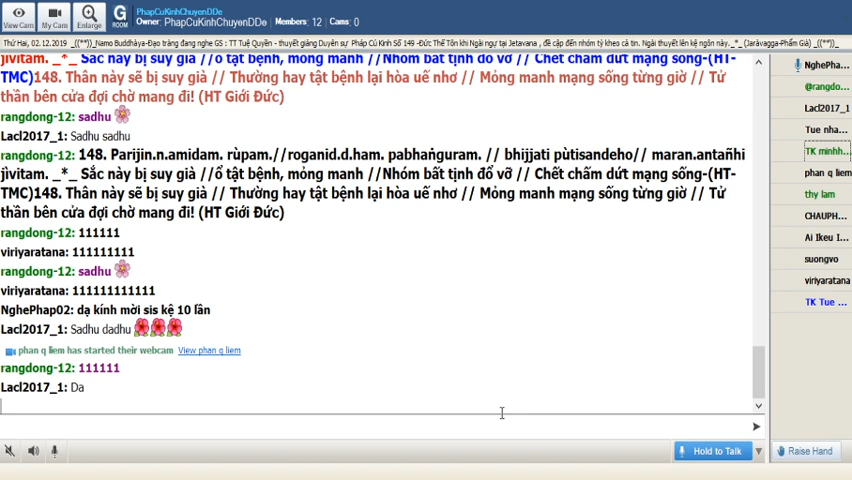 View Cam
My Cam
Enlarge
G
ROOM
PhapCuKinhChuyenDDe
Owner: PhapCuKinhChuyenDDe Members: 12 Cams: 0
Thứ Hai, 02.12.2019 _((**))_Namo Buddhàya-Đạo tràng đang nghe GS : TT Tuệ Quyền - thuyết giảng Duyên sự Pháp Cú Kinh Số 149 -Đức Thế Tôn khi Ngài ngự tại Jetavana , đề cập đến nhóm tỳ kheo cả tin. Ngài thuyết lên kệ ngôn này._*_ (Jaràvagga-Phẩm Già) _((**))_
jìvitam. _*_ Sắc này bị suy già //ổ tật bệnh, mỏng manh //Nhóm bất tịnh đổ vỡ // Chết chấm dứt mạng sống-(HT-
TMC)148. Thân này sẽ bị suy già // Thường hay tật bệnh lại hòa uế nhơ // Mỏng manh mạng sống từng giờ // Tử
thần bên cửa đợi chờ mang đi! (HT Giới Đức)
rangdong-12: sadhu
Lacl2017_1: Sadhu sadhu
rangdong-12: 148. Parijin.n.amidam. rùpam.//roganid.d.ham. pabhaṅguram. // bhijjati pùtisandeho// maran.antañhi
jìvitam. _*_ Sắc này bị suy già //ổ tật bệnh, mỏng manh //Nhóm bất tịnh đổ vỡ // Chết chấm dứt mạng sống-(HT-
TMC)148. Thân này sẽ bị suy già // Thường hay tật bệnh lại hòa uế nhơ // Mỏng manh mạng sống từng giờ // Tử
thần bên cửa đợi chờ mang đi! (HT Giới Đức)
rangdong-12: 111111
viriyaratana: 111111111
rangdong-12: sadhu
viriyaratana: 111111111111
NghePhap02: dạ kính mời sis kệ 10 lần
Lacl2017_1: Sadhu dadhu
phan q liem has started their webcam View phan q liem
rangdong-12: 111111
Lacl2017_1: Da
NghePha...
@rangdo...
Lacl2017_1
Tue nha...
TK minhh...
phan q liem
thy lam
CHAUPH...
Ai Ikeu I...
suongvo
viriyaratana
TK Tue ...
Hold to Talk
Raise Hand